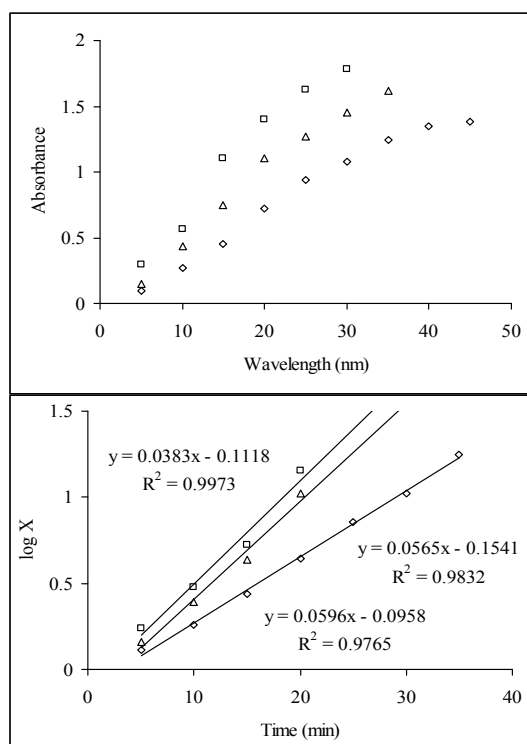 2
1.5
1
0.5
0
Absorbance
0 10 20 30 40 50
Wavelength (nm)
1.5
1
0.5
0
log X
y = 0.0383x - 0.1118
R² = 0.9973
y = 0.0565x - 0.1541
R² = 0.9832
y = 0.0596x - 0.0958
R² = 0.9765
0 10 20 30 40
Time (min)